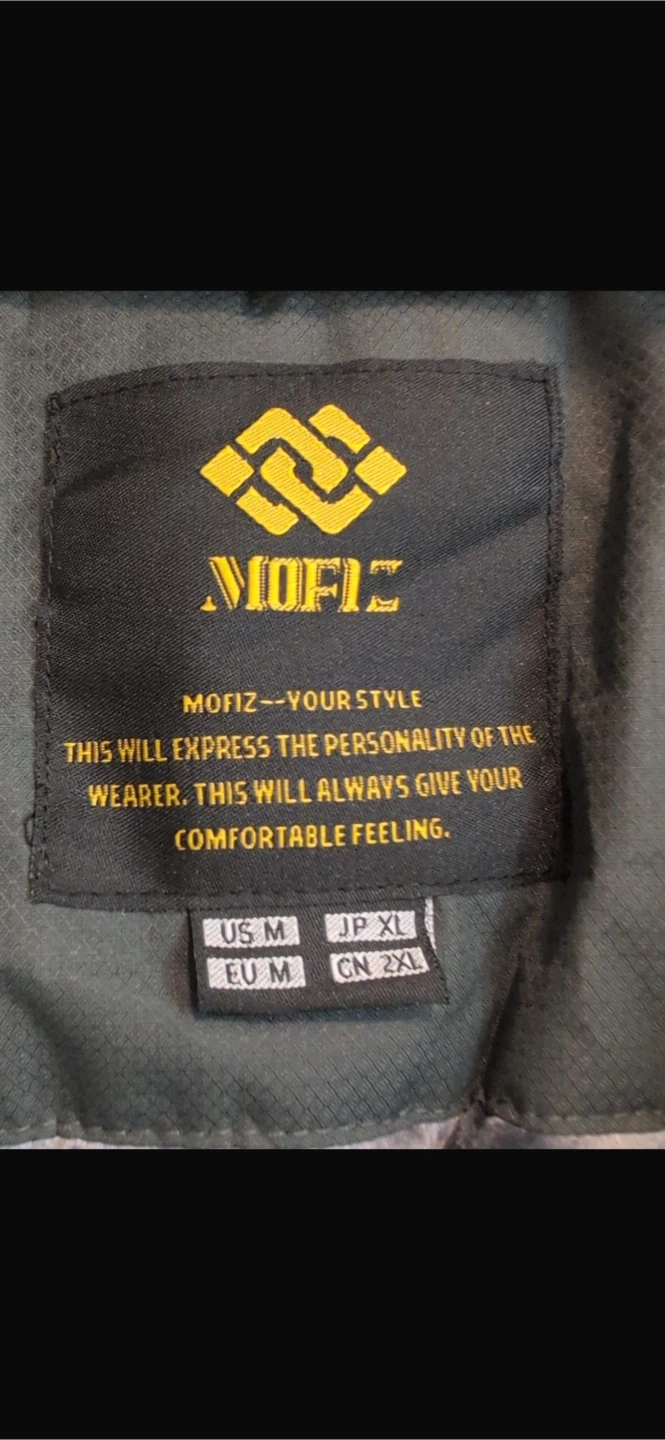 MOFIZ
MOFIZ--YOUR STYLE
THIS WILL EXPRESS THE PERSONALITY OF THE
WEARER. THIS WILL ALWAYS GIVE YOUR
COMFORTABLE FEELING.
US M JP XL
EU M CN 2XL